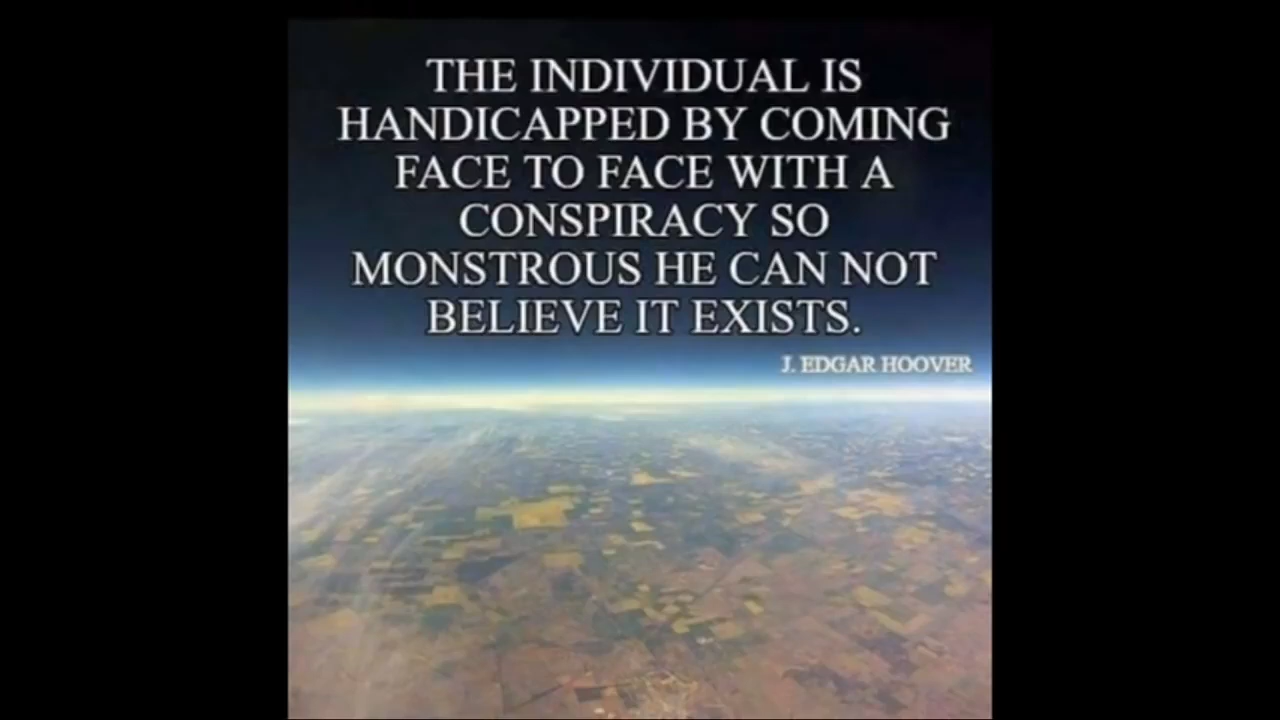 THE INDIVIDUAL IS
HANDICAPPED BY COMING
FACE TO FACE WITH A
CONSPIRACY SO
MONSTROUS HE CAN NOT
BELIEVE IT EXISTS.
J. EDGAR HOOVER